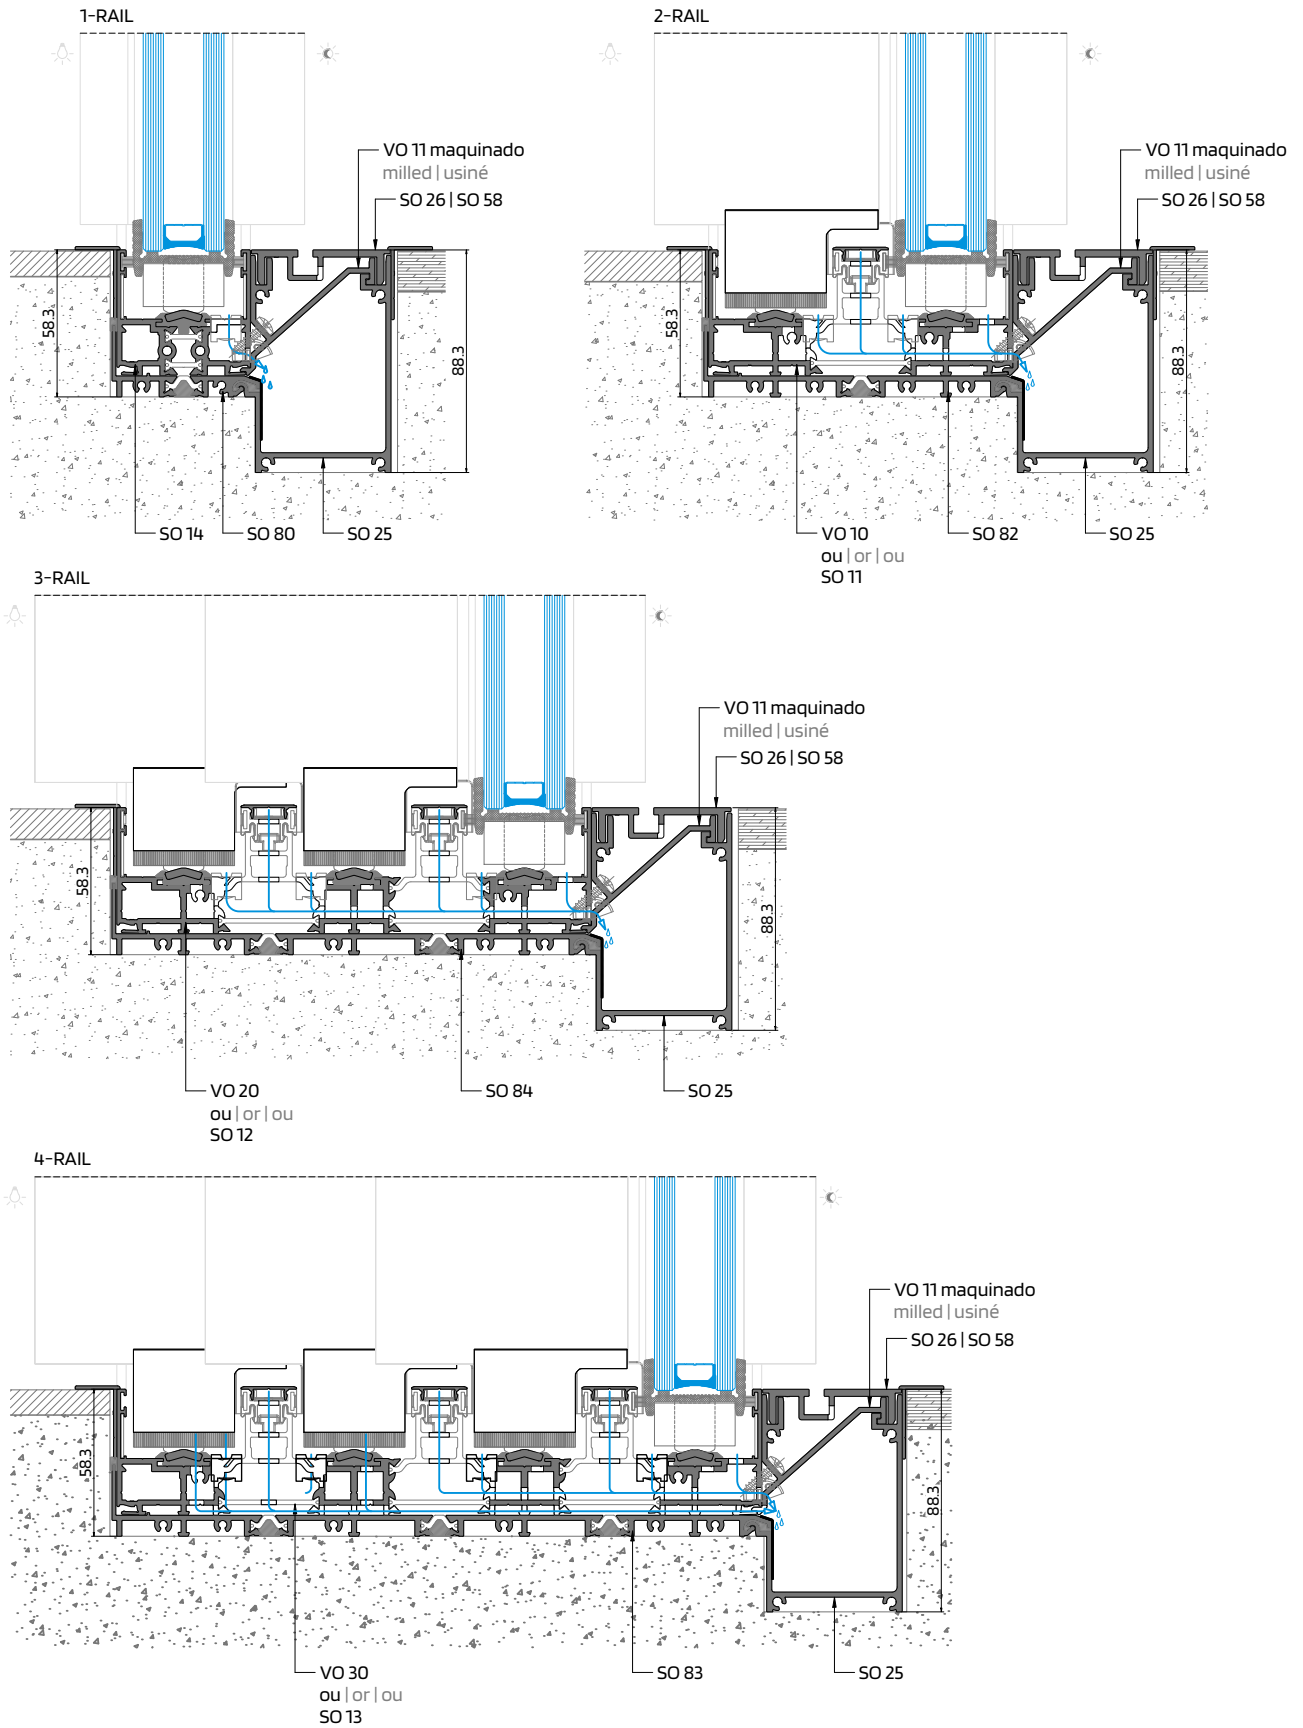 1-RAIL
VO 11 maquinado
milled | usiné
SO 26 | SO 58
58.3
88.3
SO 14
SO 80
SO 25
2-RAIL
VO 11 maquinado
milled | usiné
SO 26 | SO 58
58.3
88.3
VO 10
ou | or | ou
SO 11
SO 82
SO 25
3-RAIL
VO 11 maquinado
milled | usiné
SO 26 | SO 58
58.3
88.3
VO 20
ou | or | ou
SO 12
SO 84
SO 25
4-RAIL
VO 11 maquinado
milled | usiné
SO 26 | SO 58
58.3
88.3
VO 30
ou | or | ou
SO 13
SO 83
SO 25